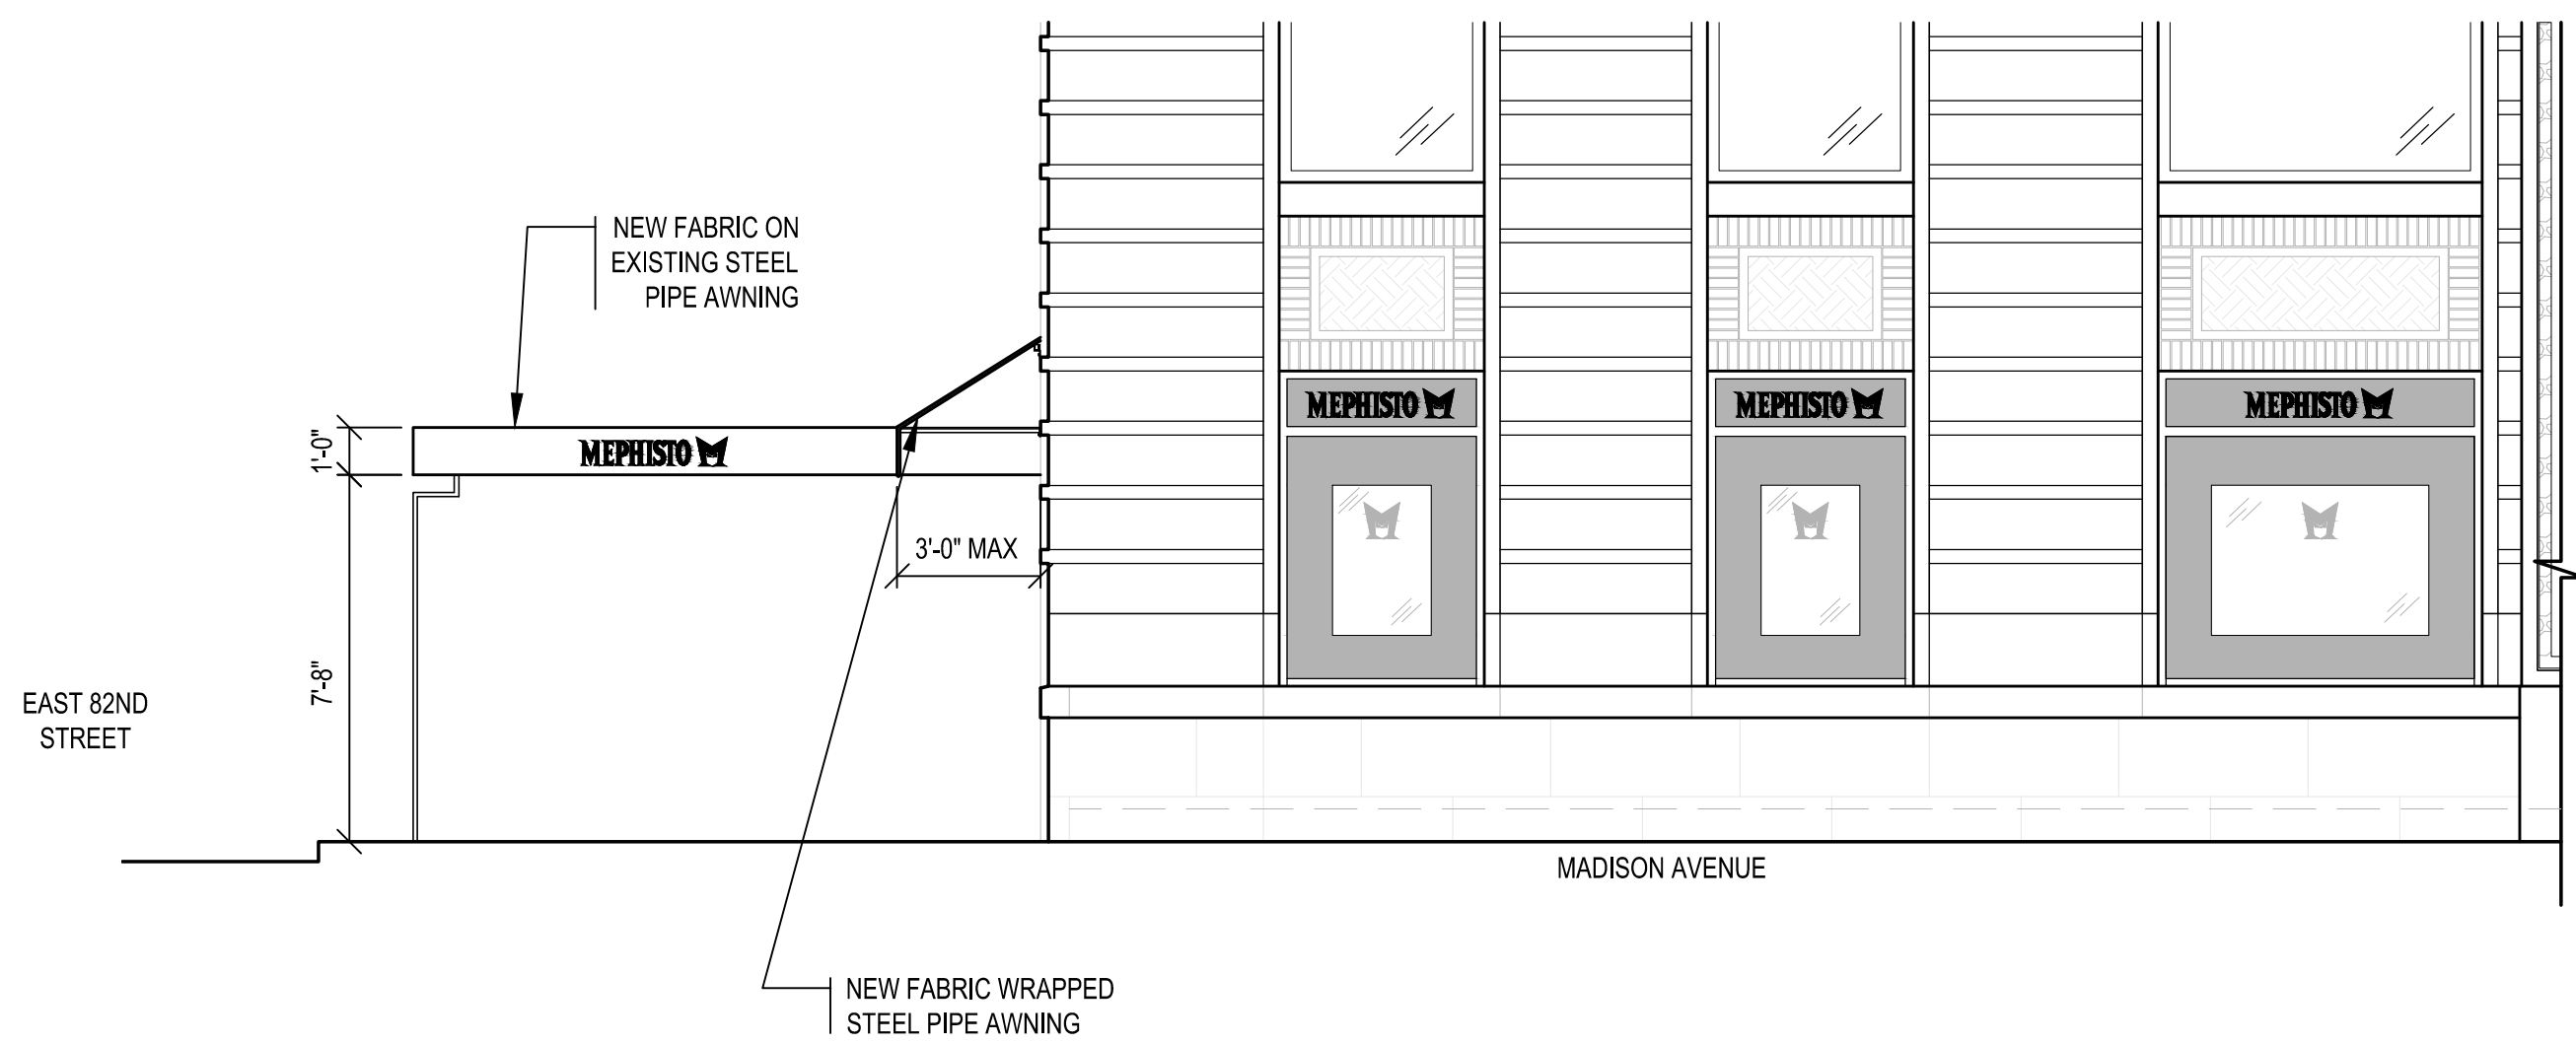 NEW FABRIC ON
EXISTING STEEL
PIPE AWNING
MEPHISTO
MEPHISTO
MEPHISTO
1'-0"
MEPHISTO
3'-0" MAX
7'-8"
EAST 82ND
STREET
MADISON AVENUE
NEW FABRIC WRAPPED
STEEL PIPE AWNING